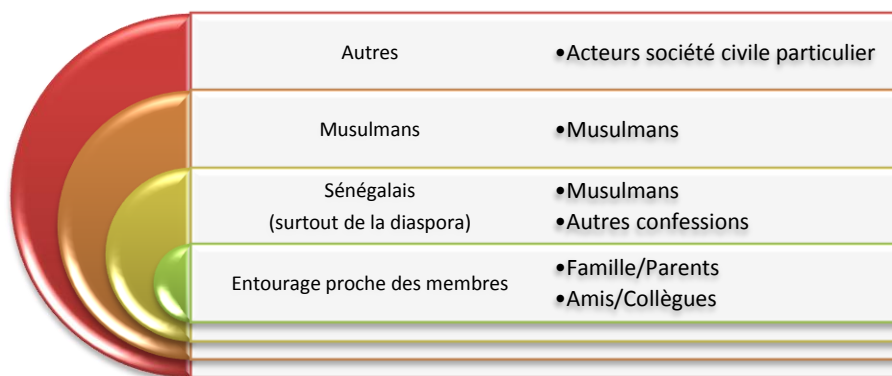 Autres
•Acteurs société civile particulier
Musulmans
•Musulmans
Sénégalais
(surtout de la diaspora)
•Musulmans
•Autres confessions
Entourage proche des membres
•Famille/Parents
•Amis/Collègues